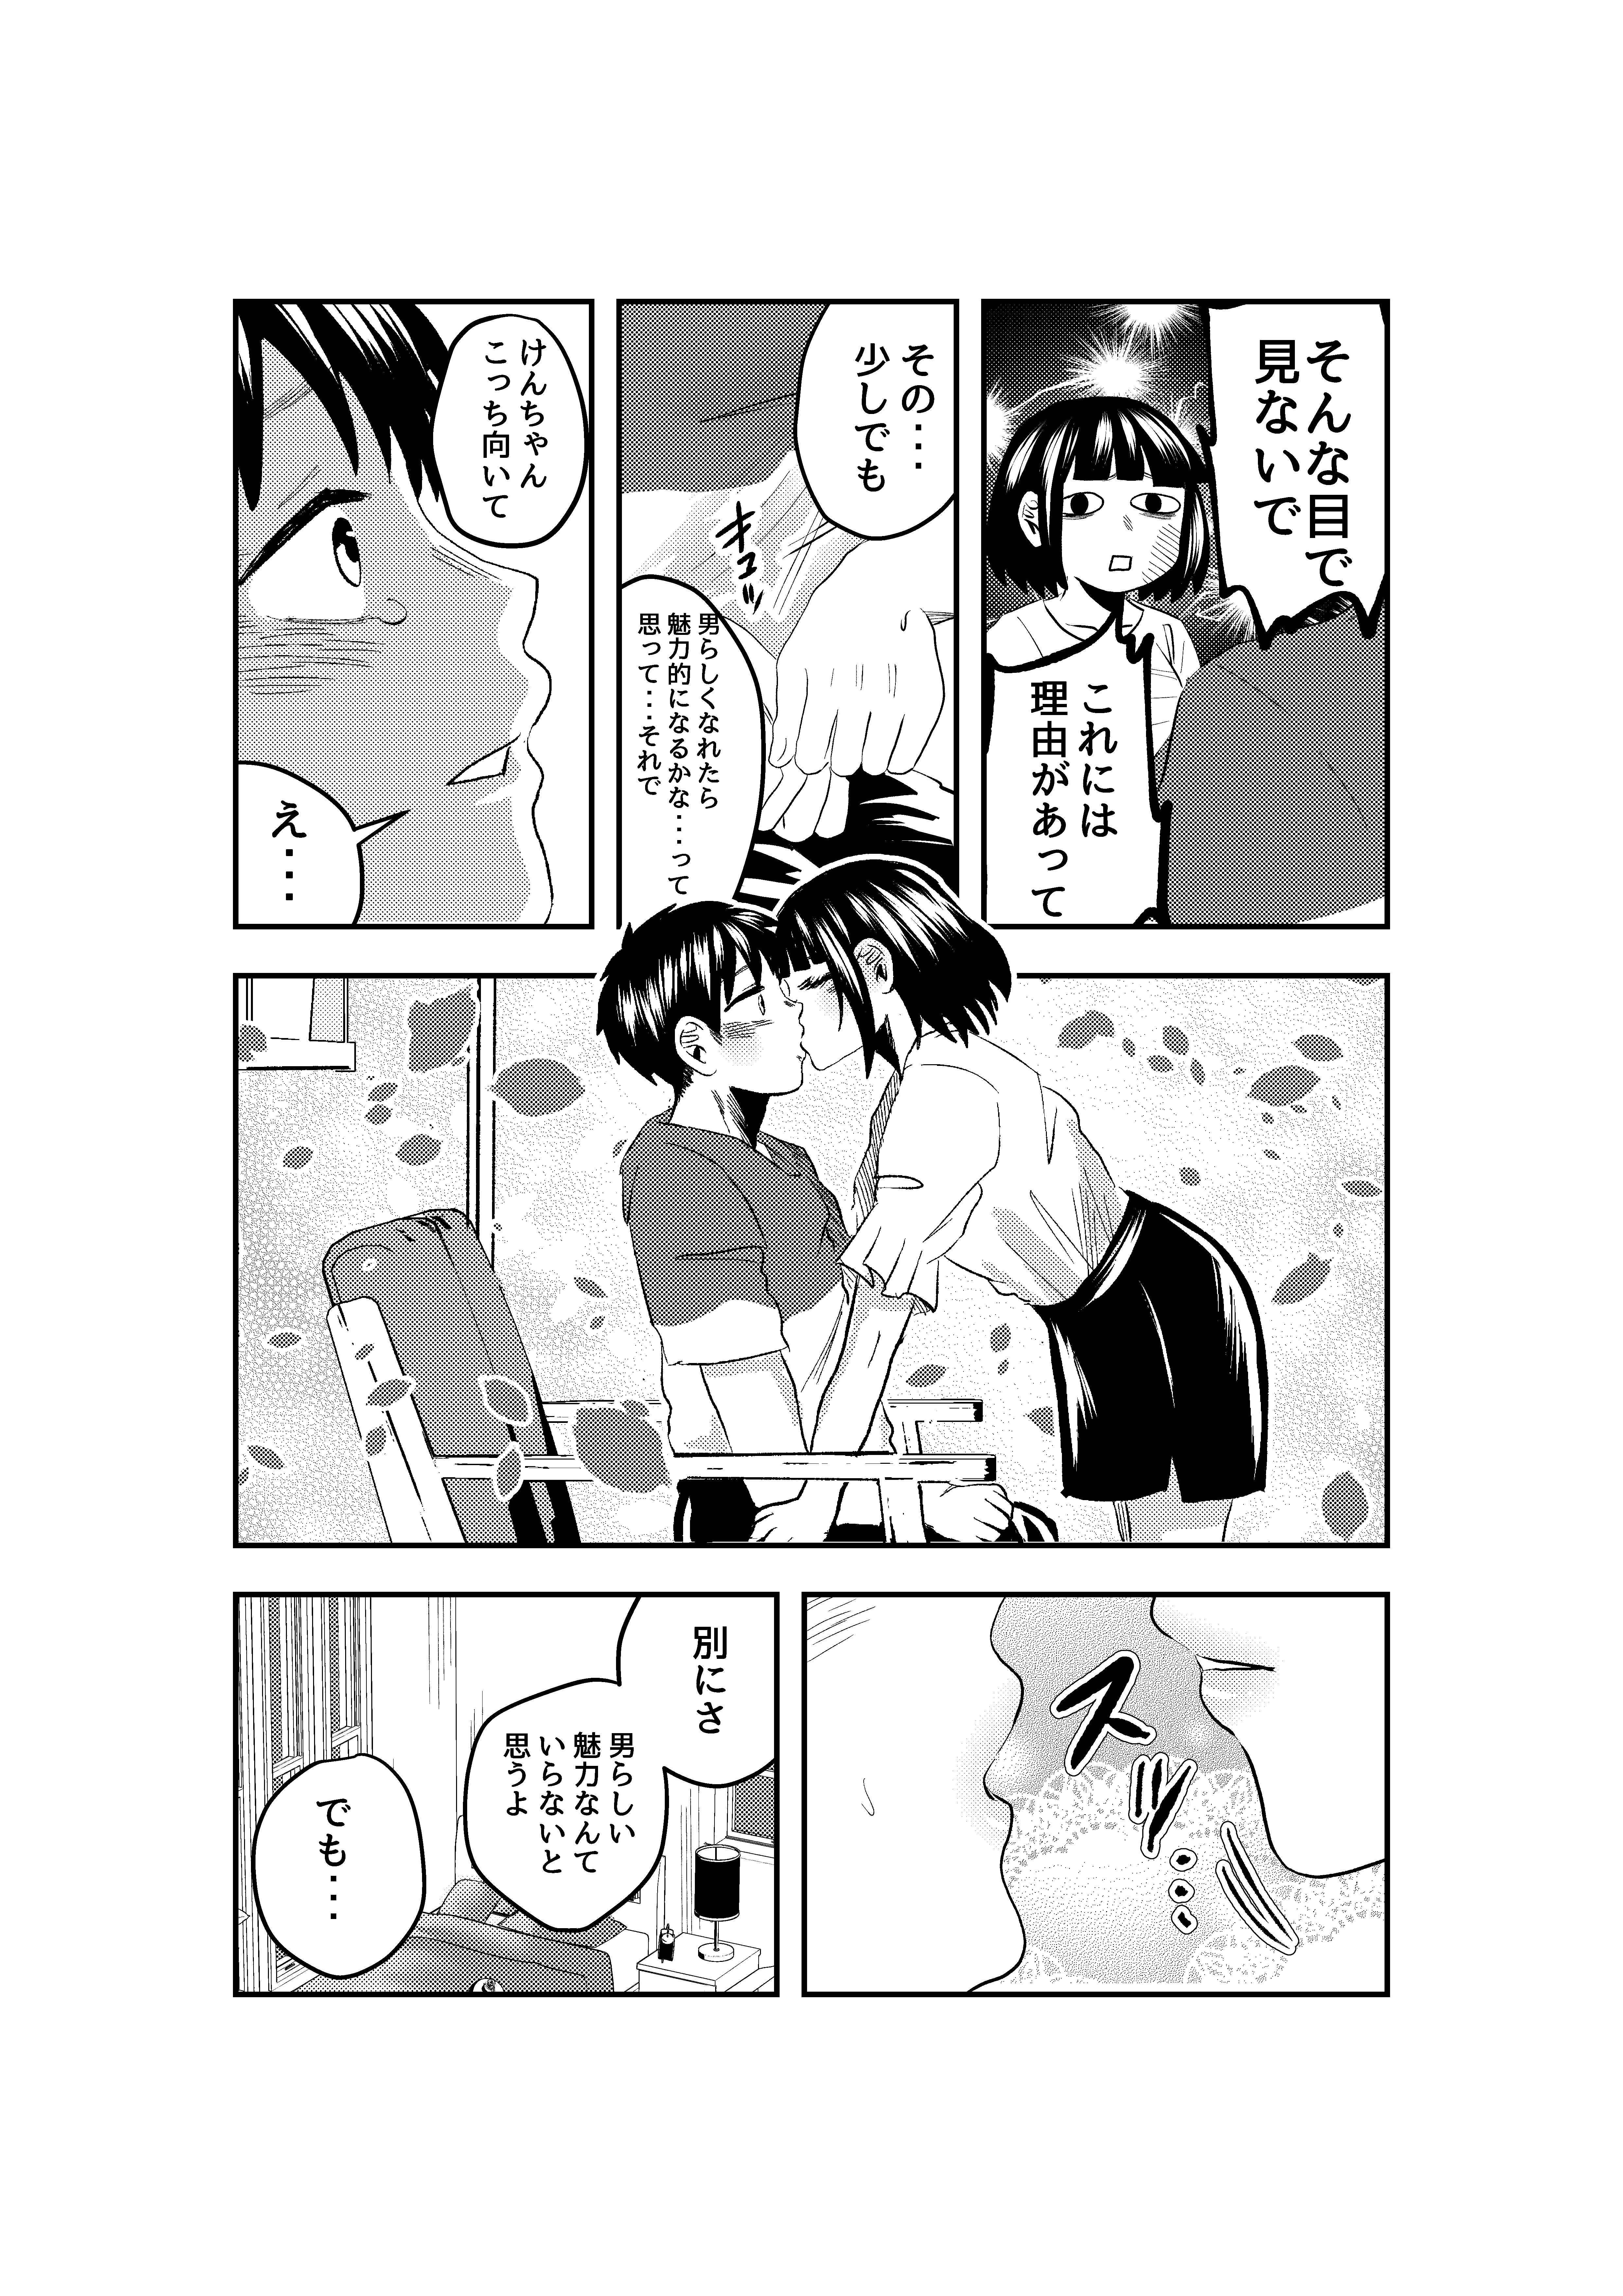 そんな目で
見ないで
これには
理由があって
その・・・
少しでも
ギュッ
男らしくなれたら
魅力的になるかな・・・って
思って・・・それで
けんちゃん
こっち向いて
え・・・
スッ・・・
別にさ
男らしい
魅力なんて
いらないと
思うよ
でも・・・